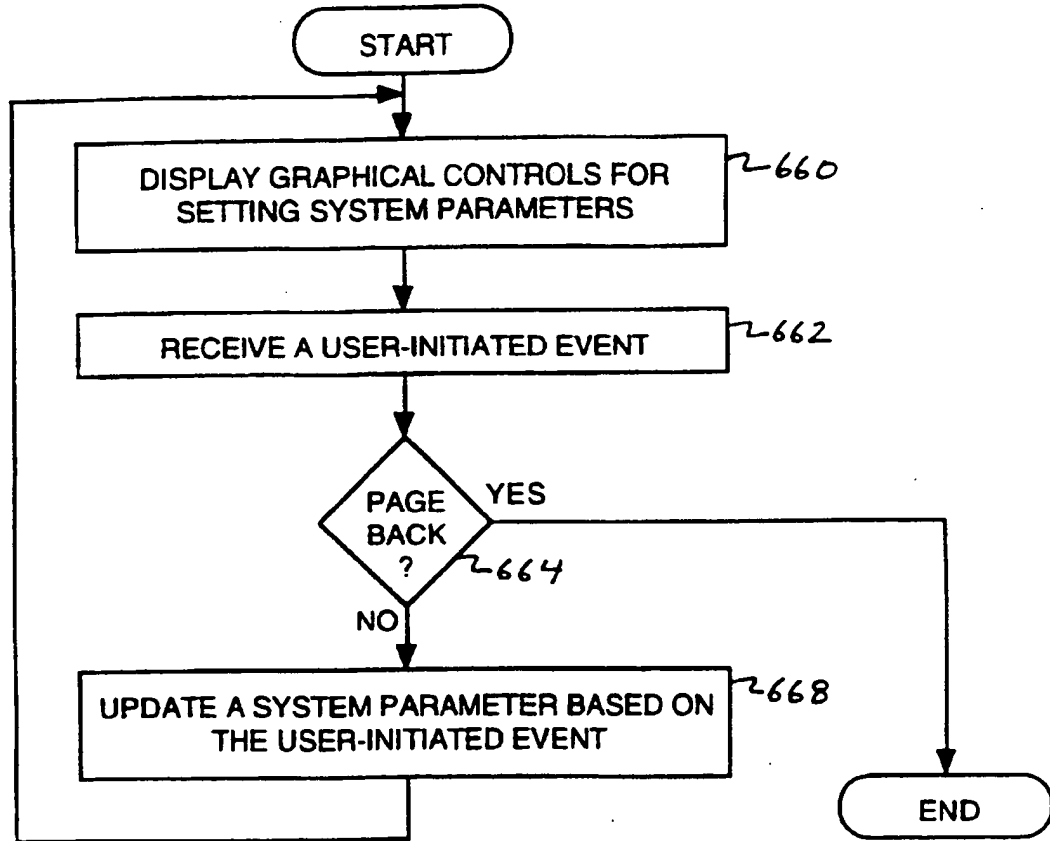 START
DISPLAY GRAPHICAL CONTROLS FOR
SETTING SYSTEM PARAMETERS
660
RECEIVE A USER-INITIATED EVENT
662
PAGE
BACK
?
YES
664
NO
UPDATE A SYSTEM PARAMETER BASED ON
THE USER-INITIATED EVENT
668
END